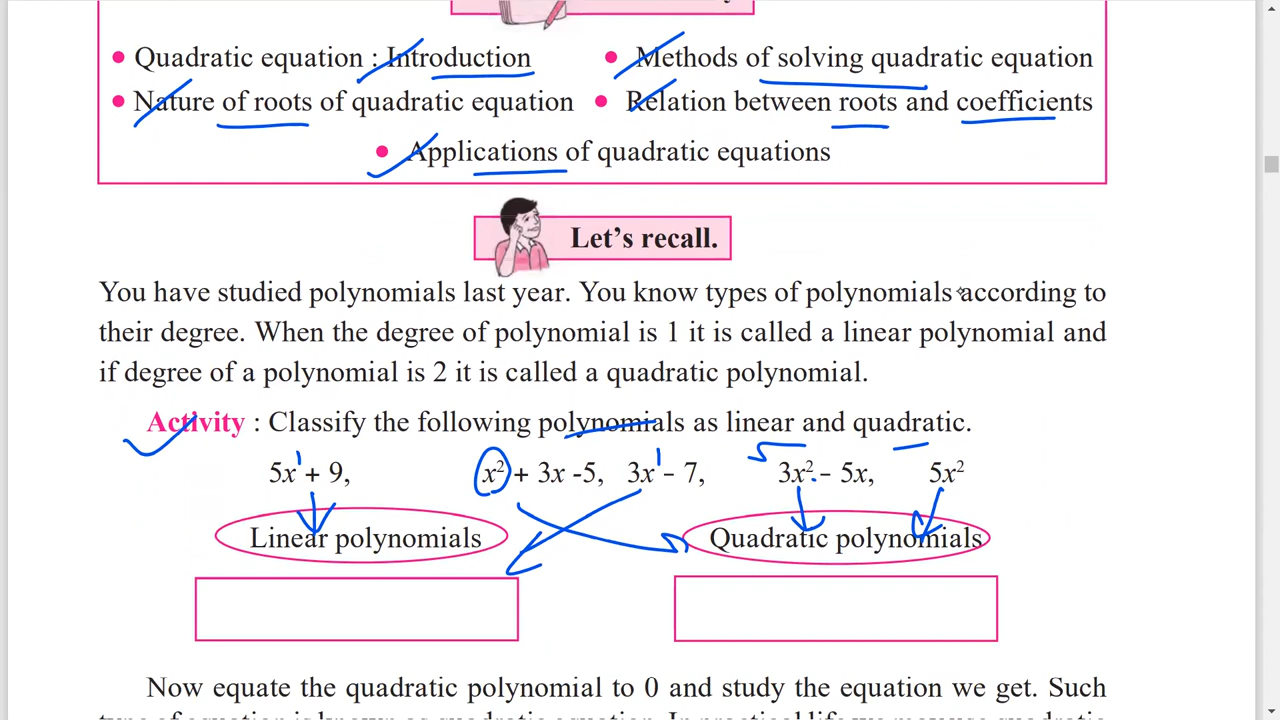 • Quadratic equation : Introduction • Methods of solving quadratic equation
• Nature of roots of quadratic equation • Relation between roots and coefficients
• Applications of quadratic equations
Let's recall.
You have studied polynomials last year. You know types of polynomials according to
their degree. When the degree of polynomial is 1 it is called a linear polynomial and
if degree of a polynomial is 2 it is called a quadratic polynomial.
Activity : Classify the following polynomials as linear and quadratic.
5x¹ + 9, x² + 3x -5, 3x¹ – 7, 3x² – 5x, 5x²
Linear polynomials Quadratic polynomials
Now equate the quadratic polynomial to 0 and study the equation we get. Such